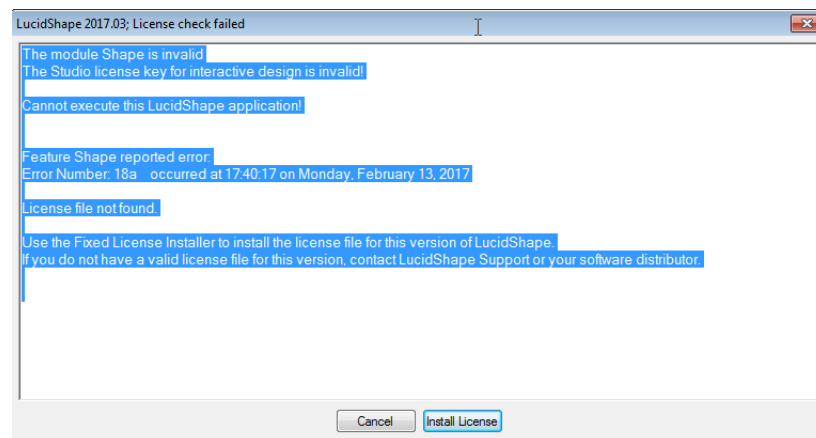 LucidShape 2017.03; License check failed
The module Shape is invalid
The Studio license key for interactive design is invalid!
Cannot execute this LucidShape application!
Feature Shape reported error:
Error Number: 18a occurred at 17:40:17 on Monday, February 13, 2017
License file not found.
Use the Fixed License Installer to install the license file for this version of LucidShape.
If you do not have a valid license file for this version, contact LucidShape Support or your software distributor.
Cancel
Install License